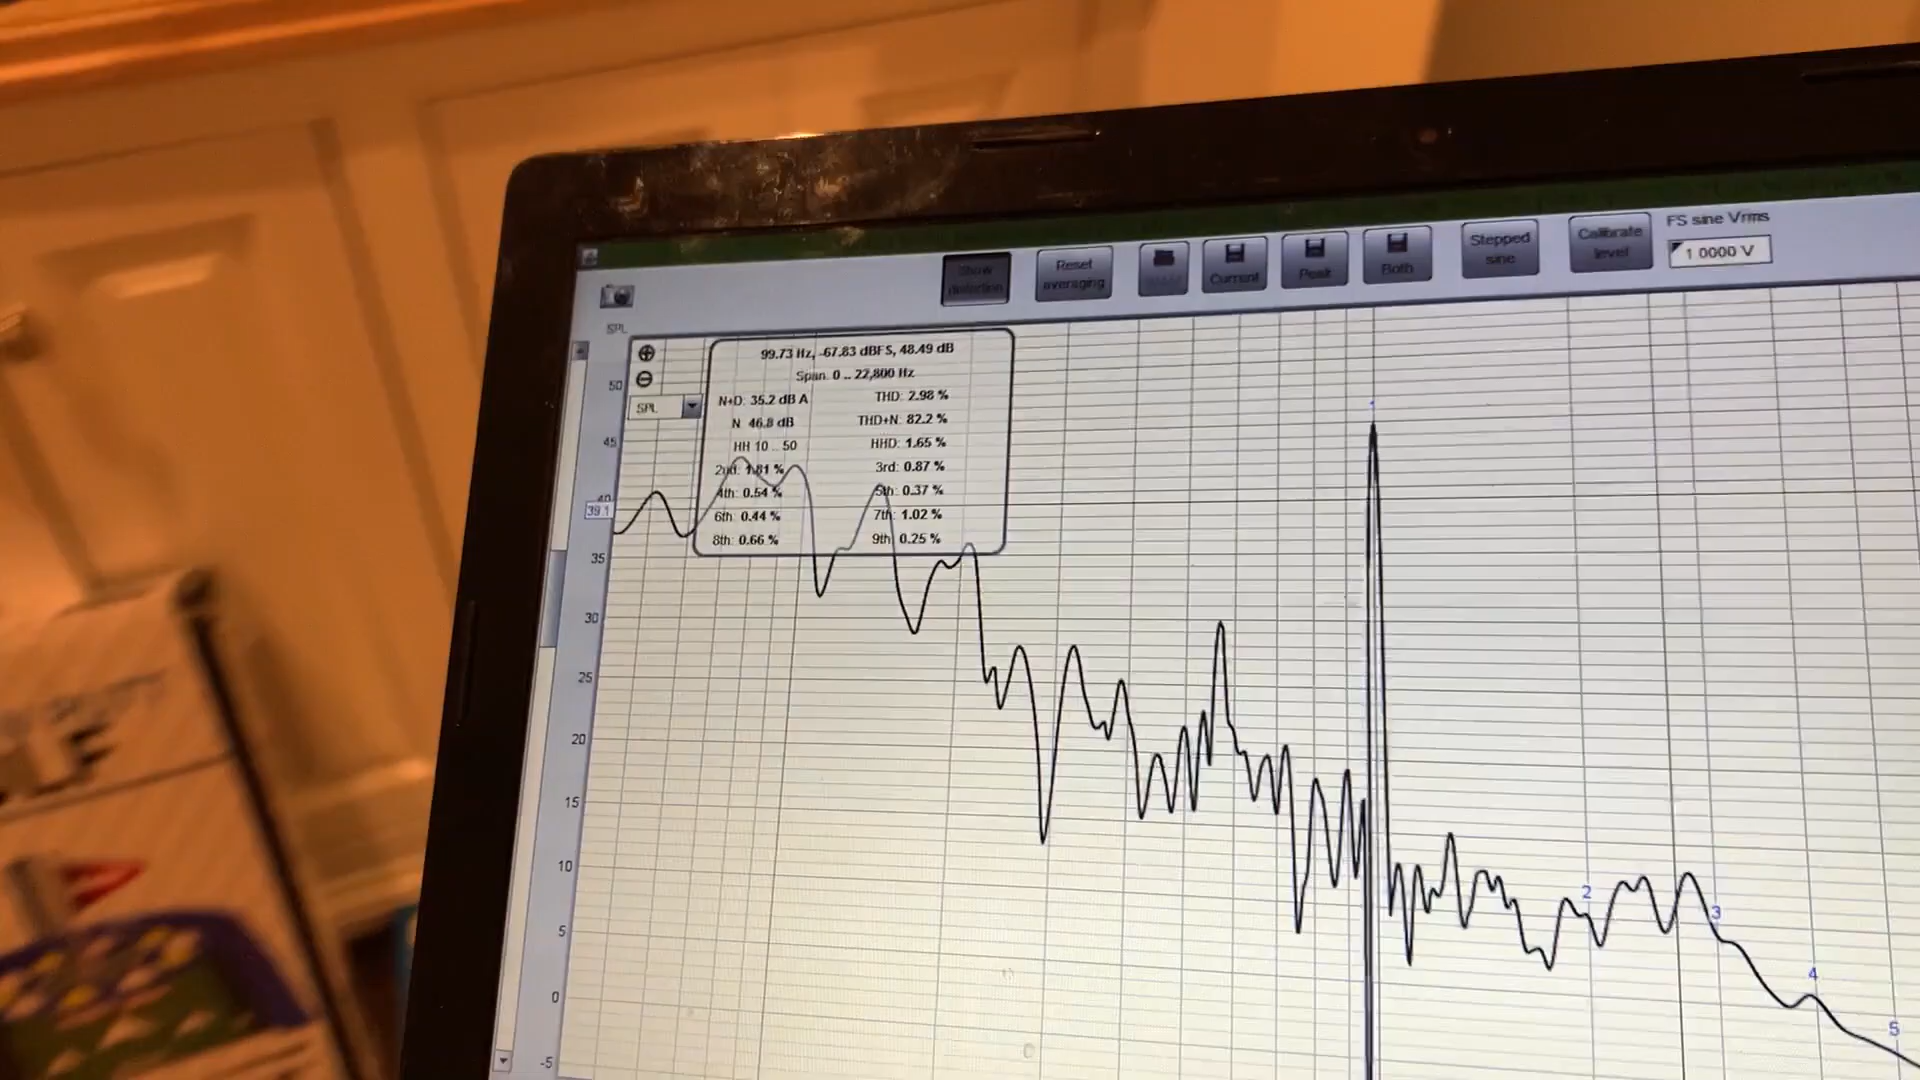 Show distortion
Reset averaging
Current
Peak
Both
Stepped sine
Calibrate level
FS sine Vrms
1.0000 V
SPL
99.73 Hz, -67.83 dBFS, 48.49 dB
Span: 0 .. 22,800 Hz
N+D: 35.2 dB A THD: 2.98 %
N: 46.8 dB THD+N: 82.2 %
HH 10 .. 50 HHD: 1.65 %
2nd: 1.81 % 3rd: 0.87 %
4th: 0.54 % 5th: 0.37 %
6th: 0.44 % 7th: 1.02 %
8th: 0.66 % 9th: 0.25 %
SPL
50
45
40
39.1
35
30
25
20
15
10
5
0
-5
1
2
3
4
5